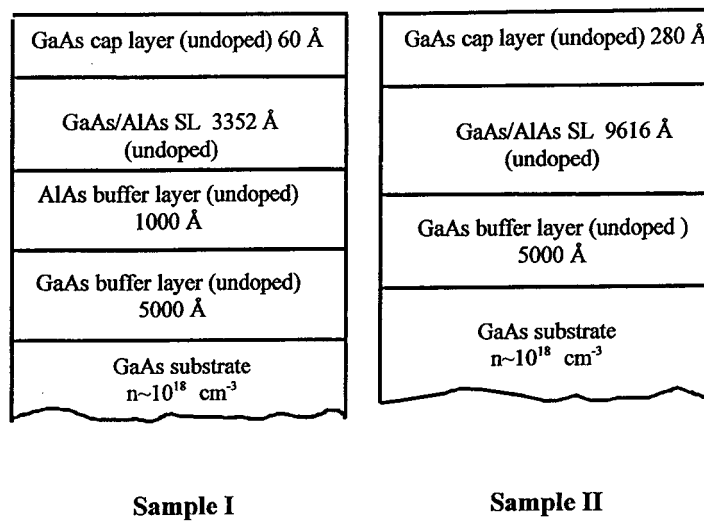 GaAs cap layer (undoped) 60 Å
GaAs/AlAs SL 3352 Å
(undoped)
AlAs buffer layer (undoped)
1000 Å
GaAs buffer layer (undoped)
5000 Å
GaAs substrate
n~10¹⁸ cm⁻³
Sample I
GaAs cap layer (undoped) 280 Å
GaAs/AlAs SL 9616 Å
(undoped)
GaAs buffer layer (undoped )
5000 Å
GaAs substrate
n~10¹⁸ cm⁻³
Sample II